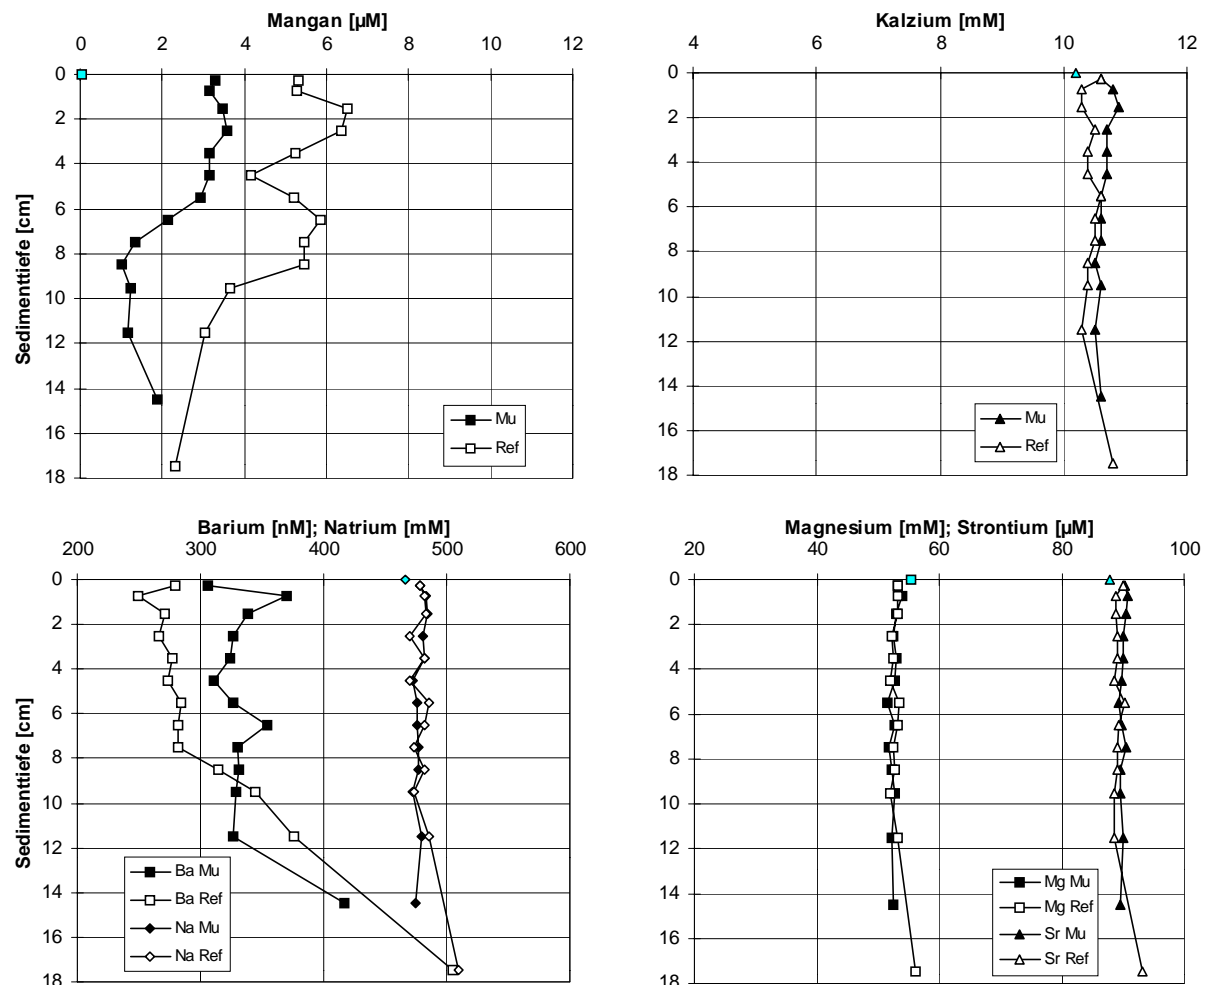 Mangan [µM]
0 2 4 6 8 10 12
0
2
4
6
8
10
12
14
16
18
Sedimenttiefe [cm]
Mu
Ref
Kalzium [mM]
4 6 8 10 12
0
2
4
6
8
10
12
14
16
18
Mu
Ref
Barium [nM]; Natrium [mM]
200 300 400 500 600
0
2
4
6
8
10
12
14
16
18
Sedimenttiefe [cm]
Ba Mu
Ba Ref
Na Mu
Na Ref
Magnesium [mM]; Strontium [µM]
20 40 60 80 100
0
2
4
6
8
10
12
14
16
18
Mg Mu
Mg Ref
Sr Mu
Sr Ref